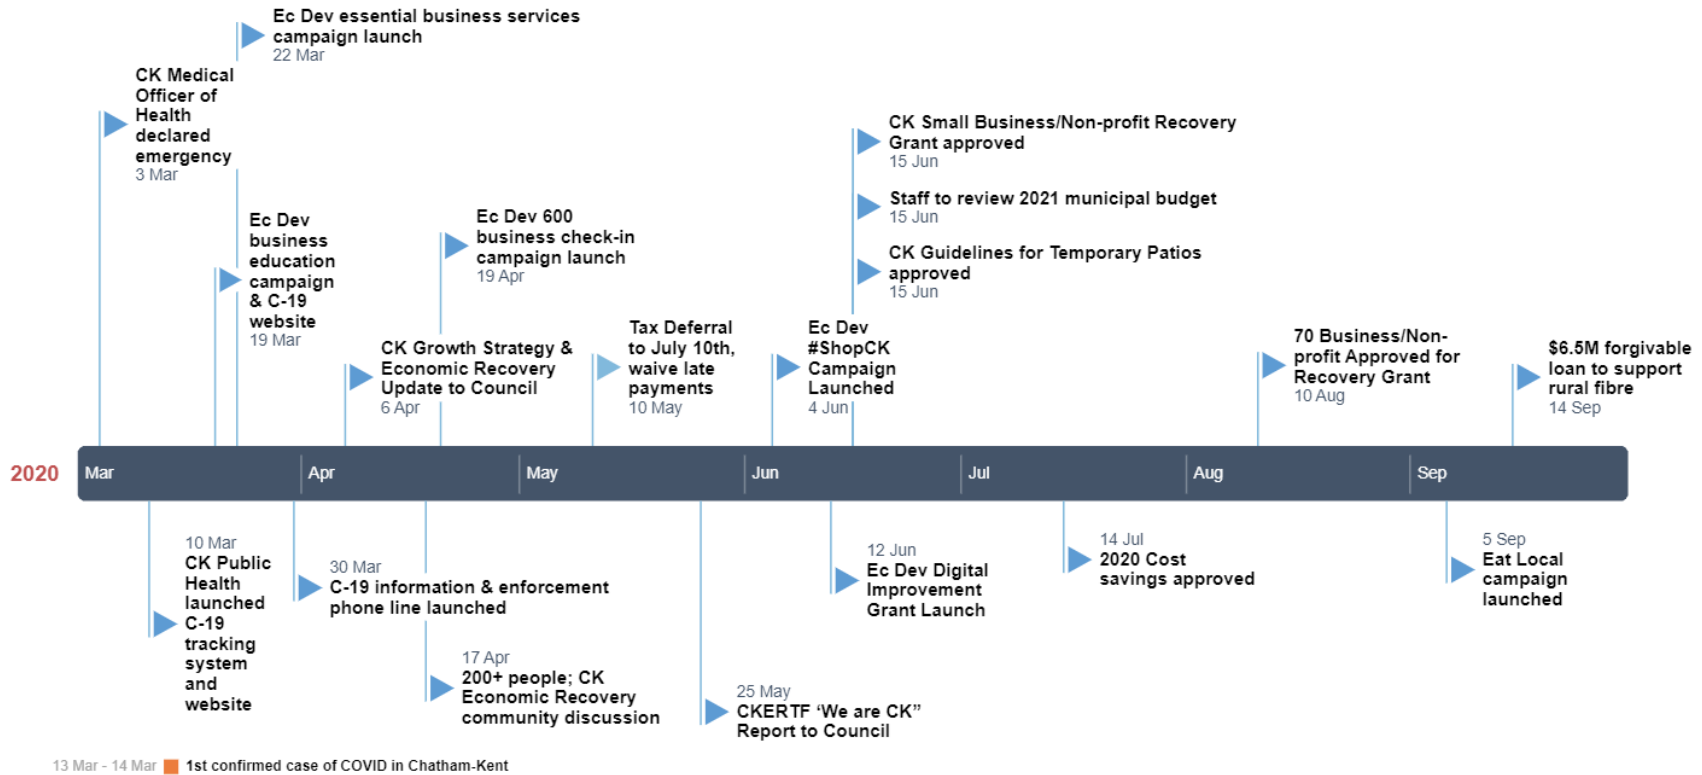 Ec Dev essential business services
campaign launch
22 Mar
CK Medical
Officer of
Health
declared
emergency
3 Mar
Ec Dev
business
education
campaign
& C-19
website
19 Mar
CK Growth Strategy &
Economic Recovery
Update to Council
6 Apr
Ec Dev 600
business check-in
campaign launch
19 Apr
Tax Deferral
to July 10th,
waive late
payments
10 May
Ec Dev
#ShopCK
Campaign
Launched
4 Jun
CK Small Business/Non-profit Recovery
Grant approved
15 Jun
Staff to review 2021 municipal budget
15 Jun
CK Guidelines for Temporary Patios
approved
15 Jun
70 Business/Non-
profit Approved for
Recovery Grant
10 Aug
$6.5M forgivable
loan to support
rural fibre
14 Sep
2020 Mar Apr May Jun Jul Aug Sep
10 Mar
CK Public
Health
launched
C-19
tracking
system
and
website
30 Mar
C-19 information & enforcement
phone line launched
17 Apr
200+ people; CK
Economic Recovery
community discussion
25 May
CKERTF ‘We are CK”
Report to Council
12 Jun
Ec Dev Digital
Improvement
Grant Launch
14 Jul
2020 Cost
savings approved
5 Sep
Eat Local
campaign
launched
13 Mar - 14 Mar 1st confirmed case of COVID in Chatham-Kent